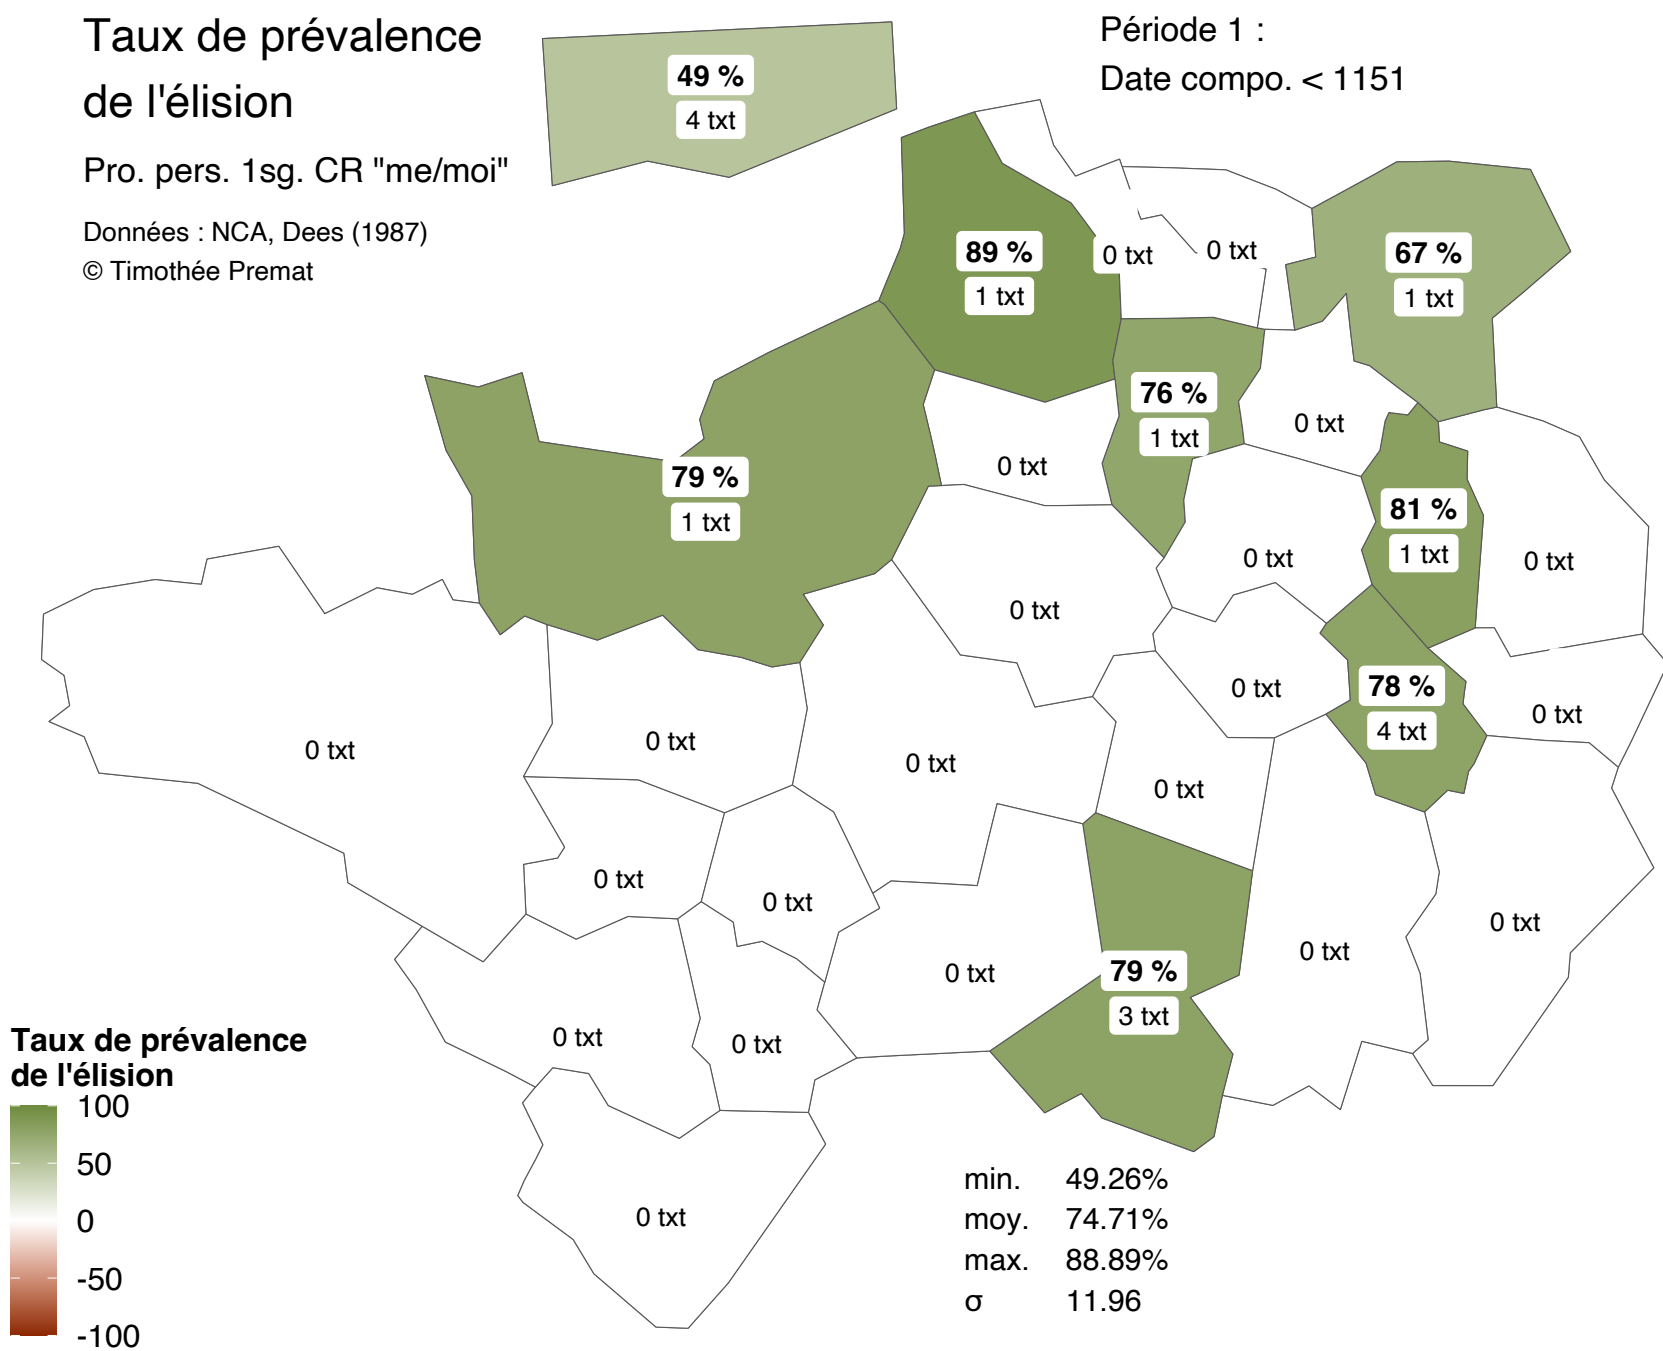 Taux de prévalence
de l'élision
Pro. pers. 1sg. CR "me/moi"
Données : NCA, Dees (1987)
© Timothée Premat
Période 1 :
Date compo. < 1151
49 %
4 txt
89 %
1 txt
0 txt
0 txt
67 %
1 txt
76 %
1 txt
0 txt
79 %
1 txt
0 txt
81 %
1 txt
0 txt
0 txt
0 txt
78 %
4 txt
0 txt
0 txt
0 txt
0 txt
0 txt
0 txt
0 txt
0 txt
0 txt
0 txt
0 txt
79 %
3 txt
0 txt
0 txt
0 txt
0 txt
Taux de prévalence
de l'élision
100
50
0
-50
-100
min. 49.26%
moy. 74.71%
max. 88.89%
σ 11.96